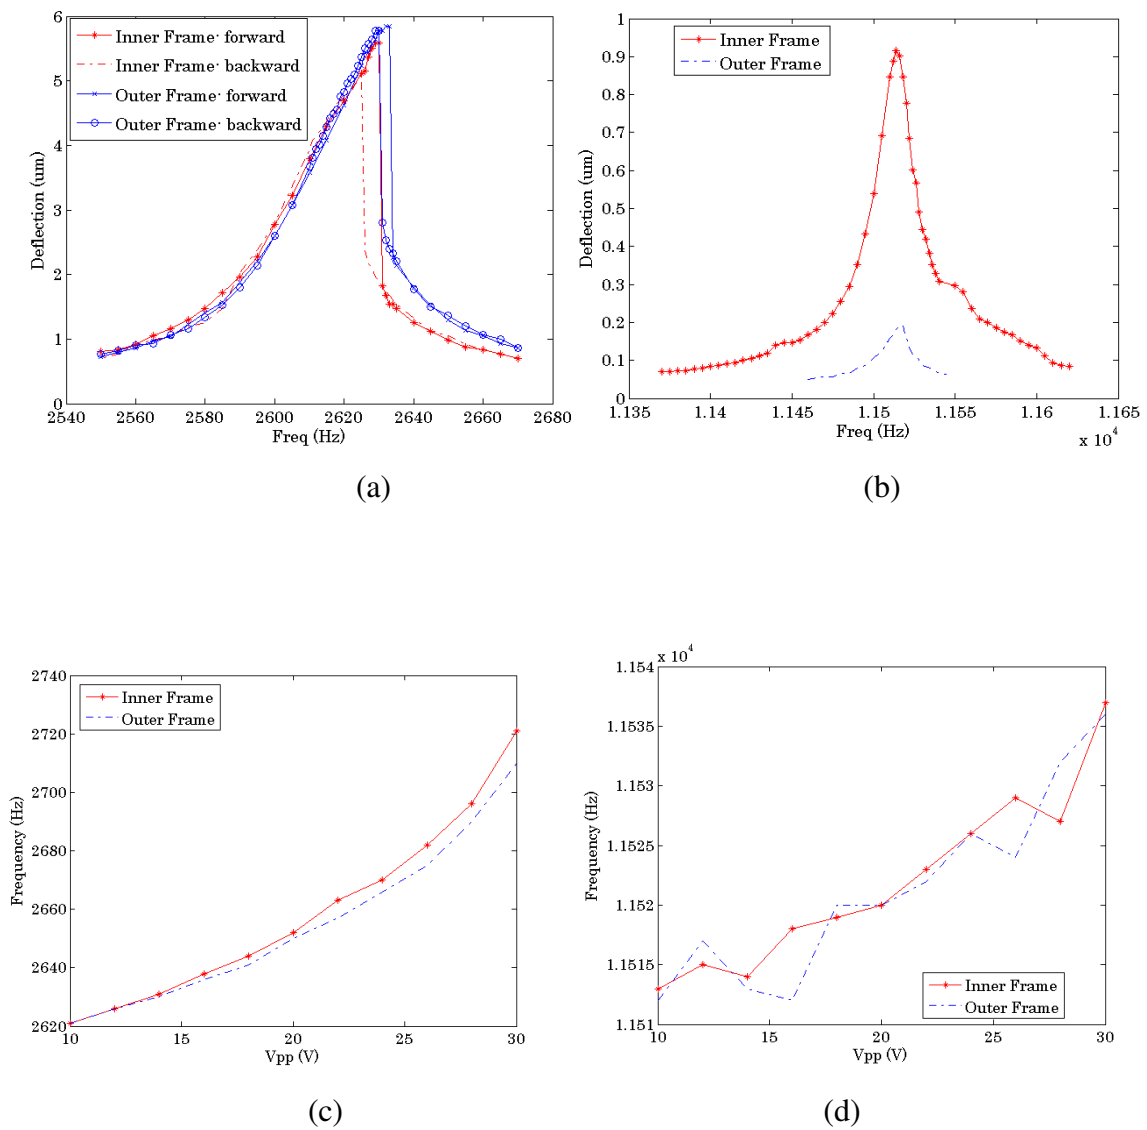 6
5
4
3
2
1
0
Deflection (um)
Inner Frame- forward
Inner Frame- backward
Outer Frame- forward
Outer Frame- backward
2540 2560 2580 2600 2620 2640 2660 2680
Freq (Hz)
(a)
1
0.9
0.8
0.7
0.6
0.5
0.4
0.3
0.2
0.1
0
Deflection (um)
Inner Frame
Outer Frame
1.135 1.14 1.145 1.15 1.155 1.16 1.165
Freq (Hz)
x 10^4
(b)
2740
2720
2700
2680
2660
2640
2620
Frequency (Hz)
Inner Frame
Outer Frame
10 15 20 25 30
Vpp (V)
(c)
x 10^4
1.154
1.1535
1.153
1.1525
1.152
1.1515
1.151
Frequency (Hz)
Inner Frame
Outer Frame
10 15 20 25 30
Vpp (V)
(d)